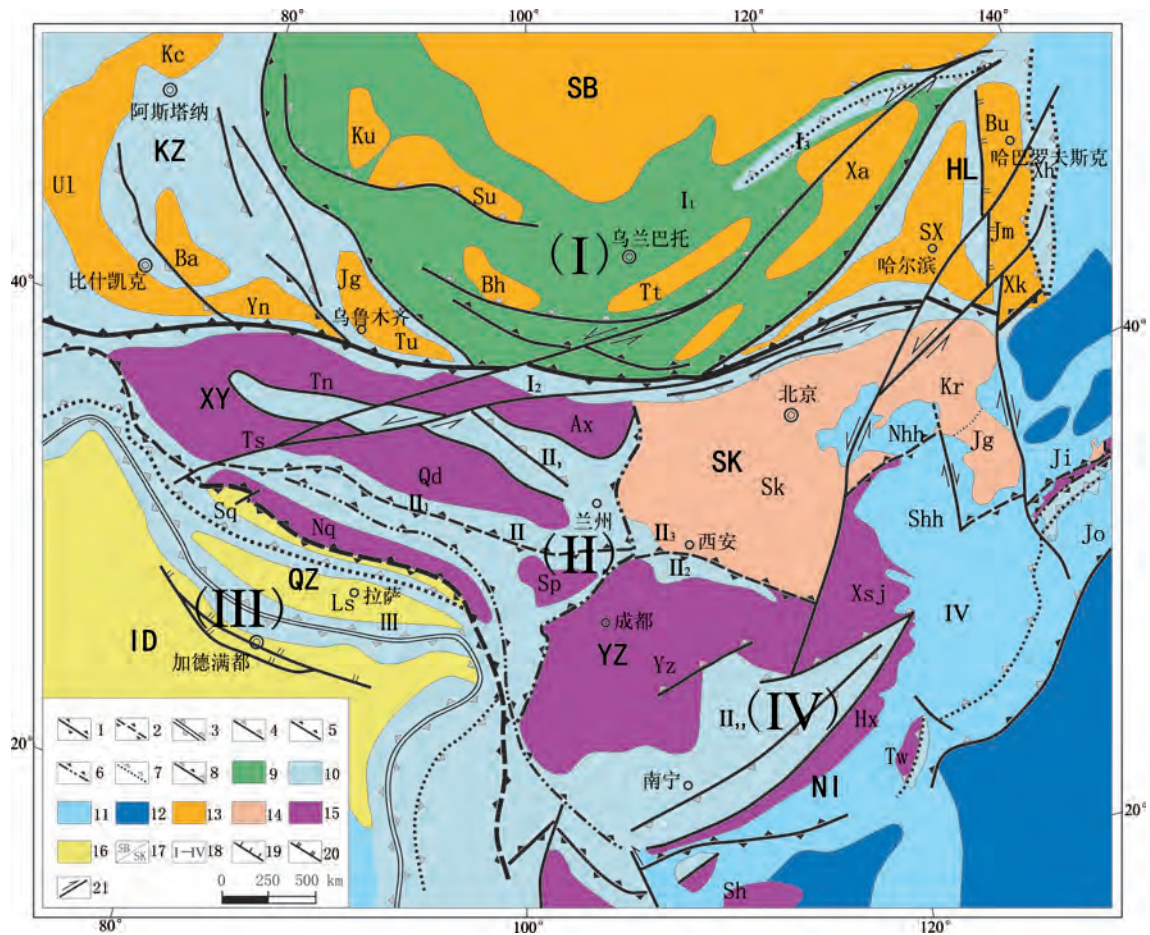 80° 100° 120° 140°
Kc
阿斯塔纳
SB
KZ
Ku
I₃
Bu
哈巴罗夫斯克
Ul
Su
Xa
HL
Xh
I₁
(I)
乌兰巴托
SX
Jm
哈尔滨
Ba
比什凯克
Jg
Bh
Tt
Xk
40°
Yn
乌鲁木齐
Tu
40°
I₂
XY
Tn
北京
Kr
Ax
Nhh
Jg
Ts
SK
Ji
Qd
Sk
II₁
Sq
Nq
兰州
Shh
Jo
II
II₃
西安
(II)
II₂
QZ
Sp
Xsj
IV
(III)
Ls
拉萨
III
成都
ID
YZ
加德满都
Yz
II,,
(IV)
Hx
20°
Tw
南宁
NI
20°
Sh
1 2 3 4 5
6 7 8 9 10
11 12 13 14 15
16 SB SK 17 I—IV 18 19 20
21 0 250 500 km
80° 100° 120°